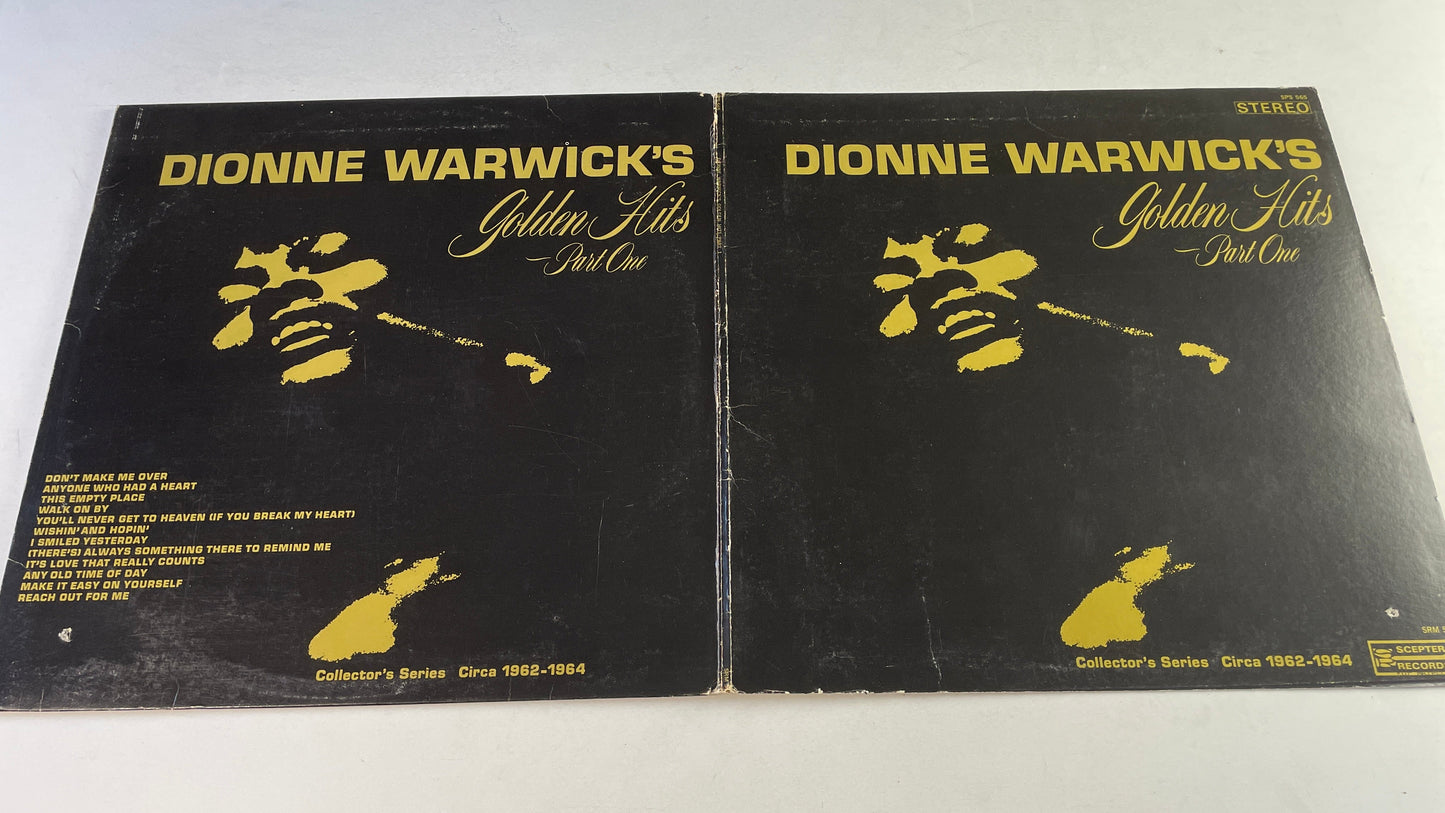 DIONNE WARWICK'S
Golden Hits
—Part One
DON'T MAKE ME OVER
ANYONE WHO HAD A HEART
THIS EMPTY PLACE
WALK ON BY
YOU'LL NEVER GET TO HEAVEN (IF YOU BREAK MY HEART)
WISHIN' AND HOPIN'
I SMILED YESTERDAY
(THERE'S) ALWAYS SOMETHING THERE TO REMIND ME
IT'S LOVE THAT REALLY COUNTS
ANY OLD TIME OF DAY
MAKE IT EASY ON YOURSELF
REACH OUT FOR ME
Collector's Series Circa 1962-1964
SPS 565
STEREO
DIONNE WARWICK'S
Golden Hits
—Part One
Collector's Series Circa 1962-1964
SRM
SCEPTER
RECORDS